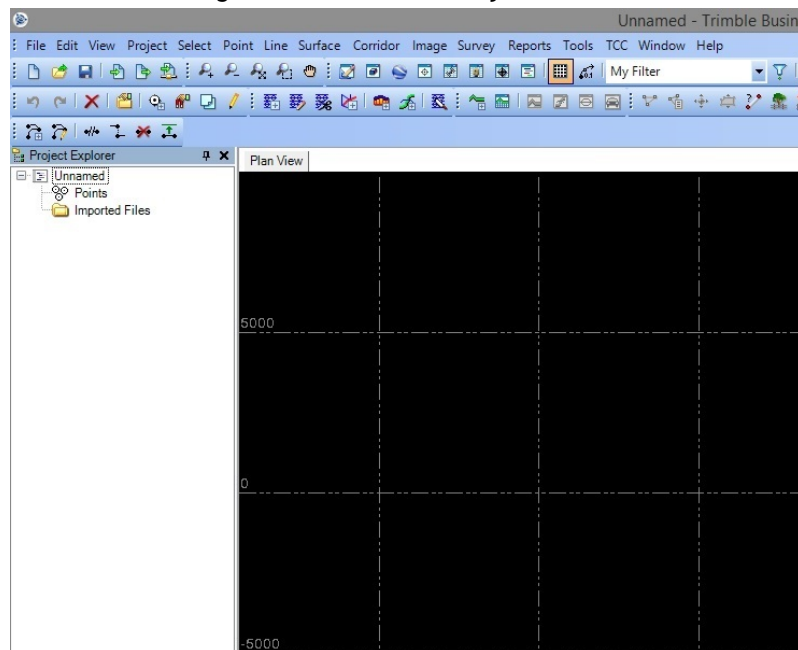 Unnamed - Trimble Busin
File Edit View Project Select Point Line Surface Corridor Image Survey Reports Tools TCC Window Help
My Filter
Project Explorer
Plan View
Unnamed
Points
Imported Files
5000
0
-5000